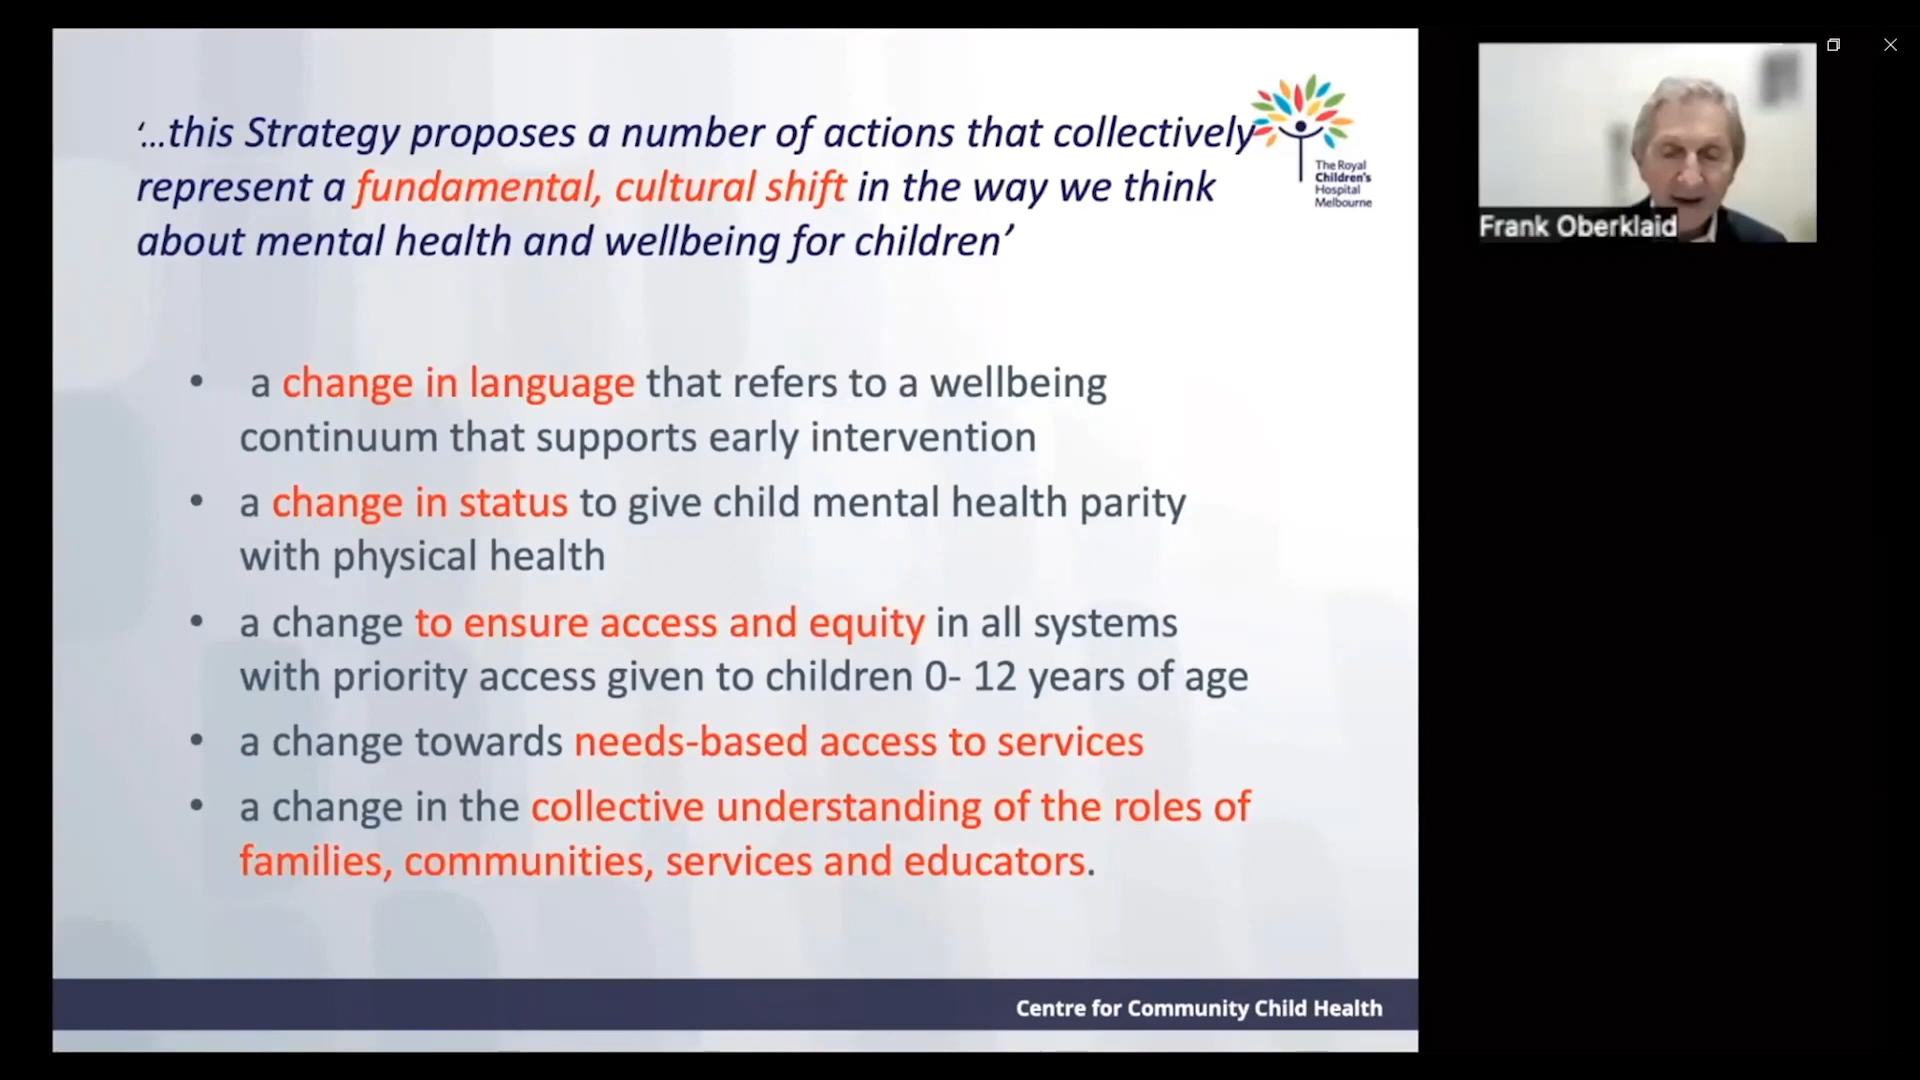 ‘...this Strategy proposes a number of actions that collectively
represent a fundamental, cultural shift in the way we think
about mental health and wellbeing for children’
The Royal
Children's
Hospital
Melbourne
• a change in language that refers to a wellbeing
continuum that supports early intervention
• a change in status to give child mental health parity
with physical health
• a change to ensure access and equity in all systems
with priority access given to children 0- 12 years of age
• a change towards needs-based access to services
• a change in the collective understanding of the roles of
families, communities, services and educators.
Centre for Community Child Health
Frank Oberklaid